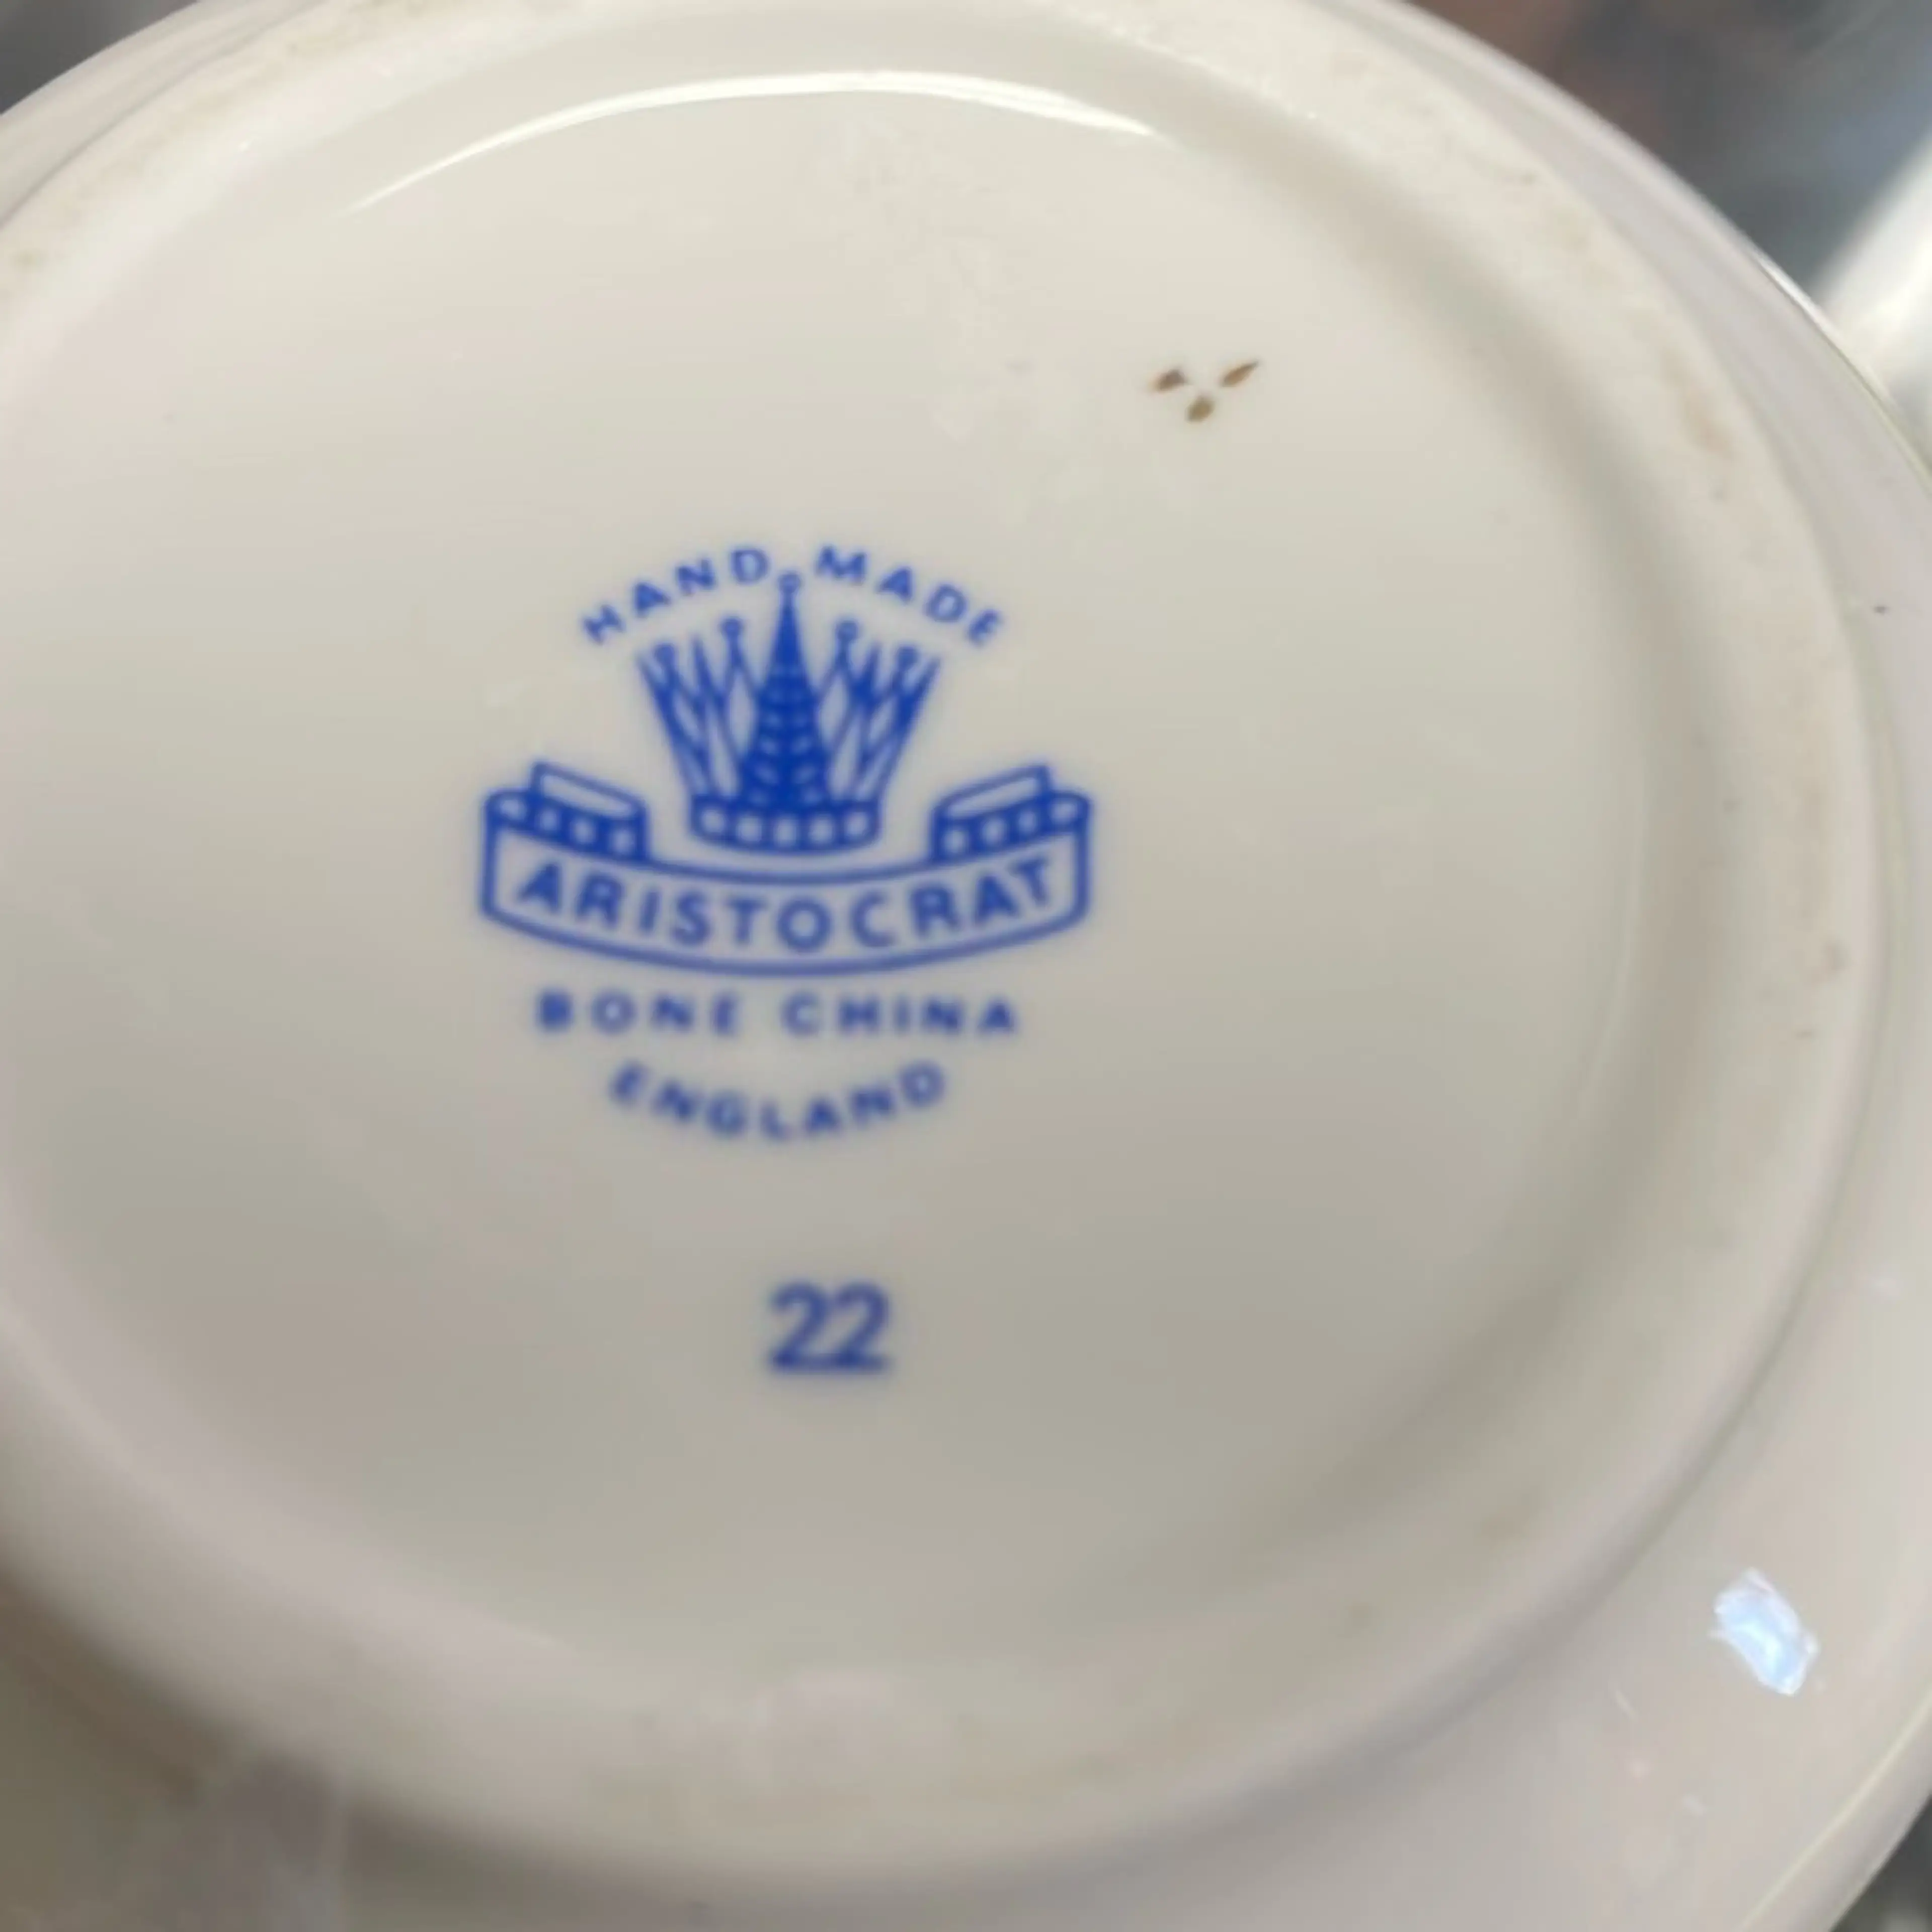 HAND MADE
ARISTOCRAT
BONE CHINA
ENGLAND
22